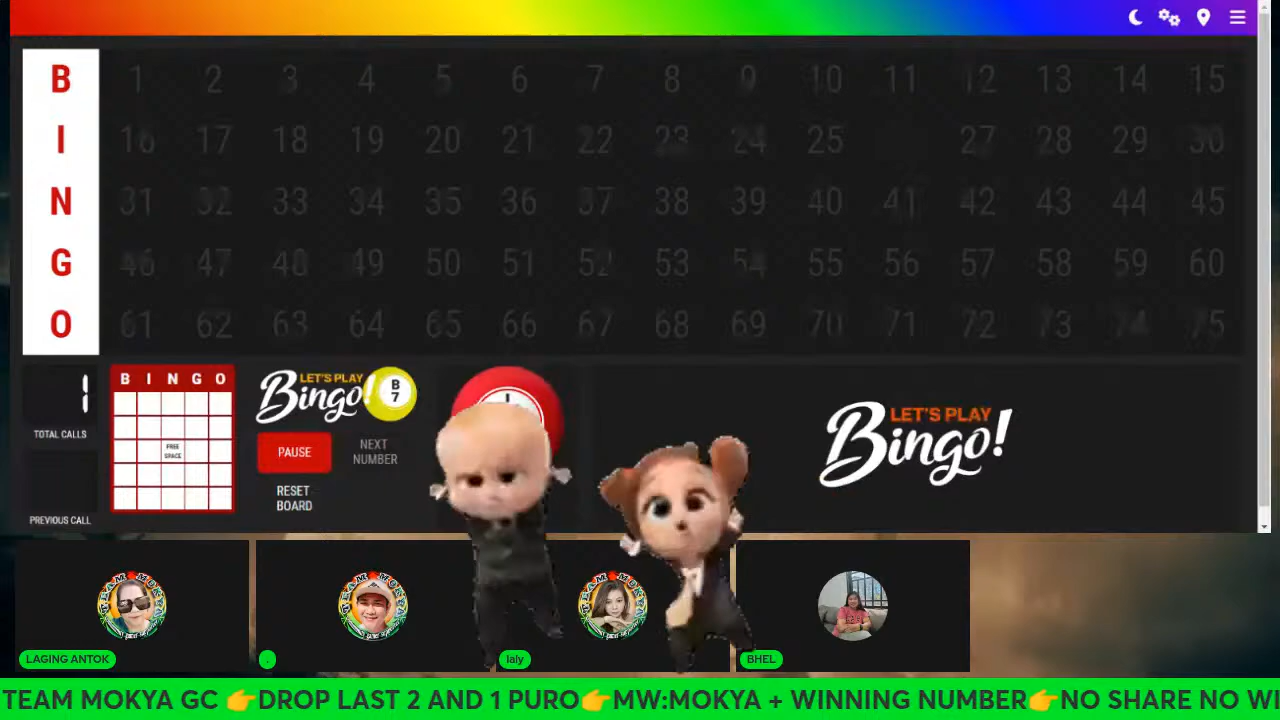 B 1 2 3 4 5 6 7 8 9 10 11 12 13 14 15
I 16 17 18 19 20 21 22 23 24 25 27 28 29 30
N 31 32 33 34 35 36 37 38 39 40 41 42 43 44 45
G 46 47 48 49 50 51 52 53 54 55 56 57 58 59 60
O 61 62 63 64 65 66 67 68 69 70 71 72 73 74 75
1
TOTAL CALLS
PREVIOUS CALL
B I N G O
FREE
SPACE
LET'S PLAY
Bingo!
B
7
PAUSE
NEXT
NUMBER
RESET
BOARD
I
LET'S PLAY
Bingo!
LAGING ANTOK
.
laly
BHEL
TEAM MOKYA GC 👉DROP LAST 2 AND 1 PURO👉MW:MOKYA + WINNING NUMBER👉NO SHARE NO WI